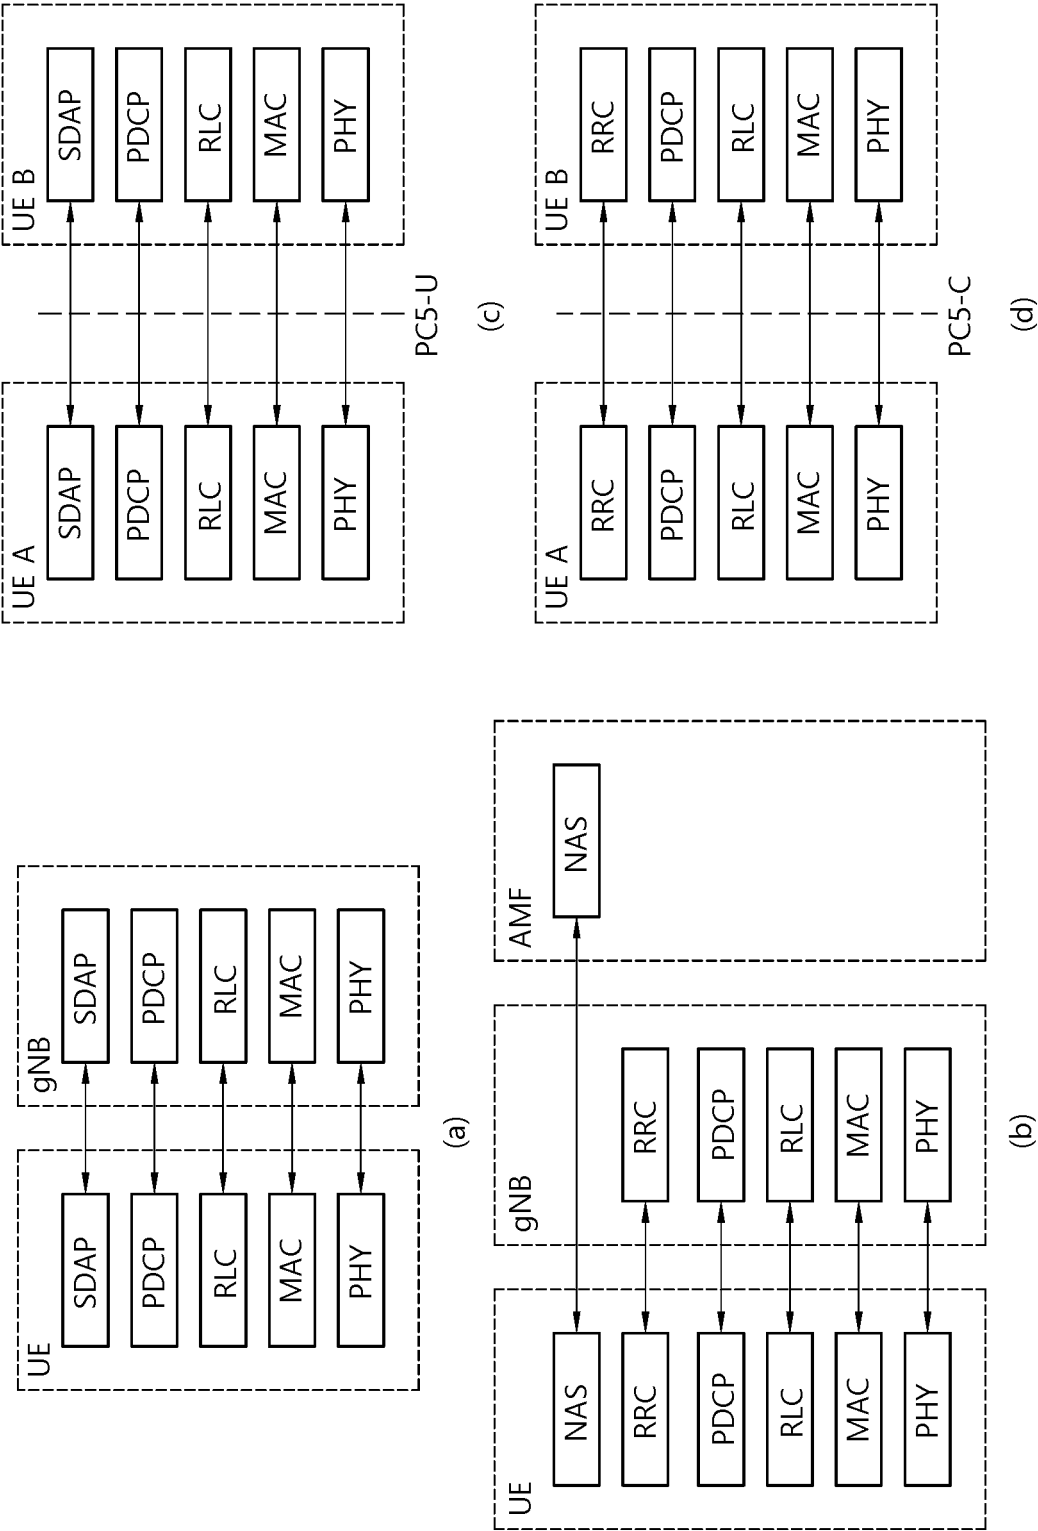 UE
gNB
SDAP
SDAP
PDCP
PDCP
RLC
RLC
MAC
MAC
PHY
PHY
(a)
UE
gNB
AMF
NAS
NAS
RRC
RRC
PDCP
PDCP
RLC
RLC
MAC
MAC
PHY
PHY
(b)
UE A
UE B
SDAP
SDAP
PDCP
PDCP
RLC
RLC
MAC
MAC
PHY
PHY
PC5-U
(c)
UE A
UE B
RRC
RRC
PDCP
PDCP
RLC
RLC
MAC
MAC
PHY
PHY
PC5-C
(d)